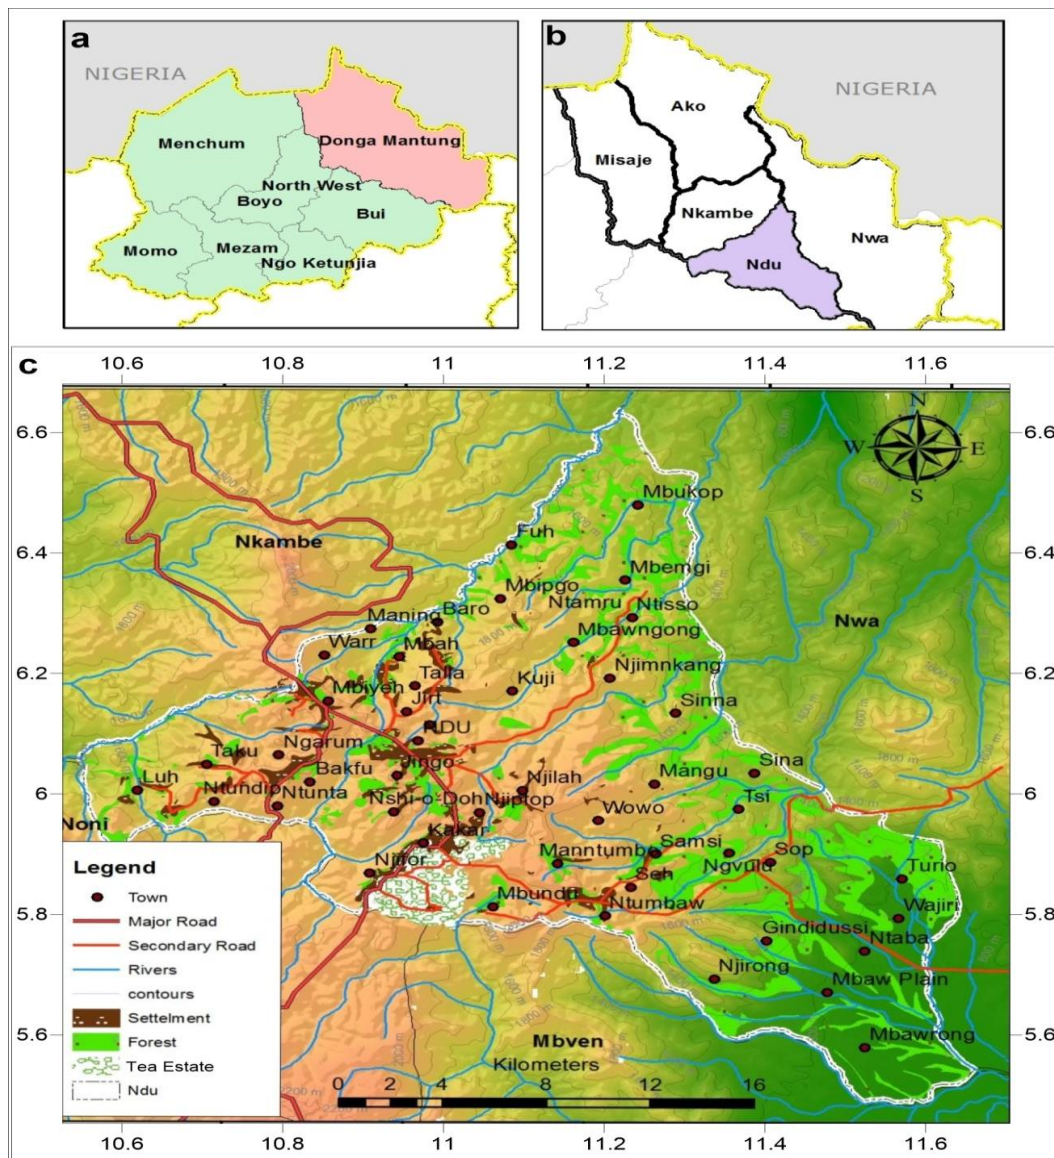 a
NIGERIA
Menchum
Donga Mantung
North West
Boyo
Bui
Momo
Mezam
Ngo Ketunjia
b
NIGERIA
Ako
Misaje
Nkambe
Nwa
Ndu
c
10.6 10.8 11 11.2 11.4 11.6
6.6
6.4
6.2
6
5.8
5.6
N
W E
S
6.6
6.4
6.2
6
5.8
5.6
Mbukop
Fuh
Nkambe
Mbemgi
Mbipgo
Ntamru
Ntisso
Baro
Maning
Mbawngong
Nwa
Warr
Mbah
Njimnkang
Talla
Kuji
Mbiyeh
Jirt
Sinna
NDU
Ngarum
Taku
Jingo
Sina
Bakfu
Mangu
Luh
Njilah
Ntundip
Ntunta
Nshi-o-Doh
Njiptop
Wowo
Tsi
Noni
Kakar
Samsi
Sop
Manntumba
Ngvulu
Njifor
Seh
Turio
Ntumbaw
Wajiri
Gindidussi
Ntaba
Njirong
Mbaw Plain
Mbawrong
Mbven
Kilometers
0 2 4 8 12 16
Legend
Town
Major Road
Secondary Road
Rivers
contours
Settelment
Forest
Tea Estate
Ndu
10.6 10.8 11 11.2 11.4 11.6